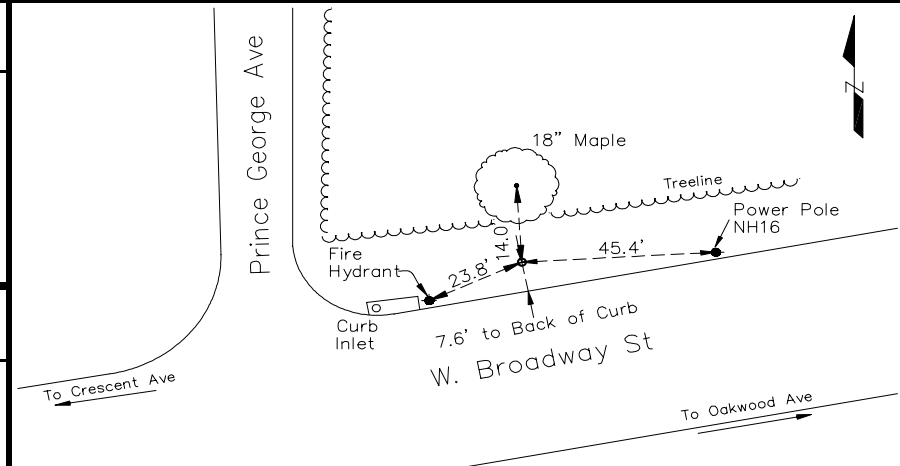 Prince George Ave
18" Maple
Treeline
Power Pole
NH16
Fire
Hydrant
23.8'
14.0
45.4'
7.6' to Back of Curb
Curb
Inlet
W. Broadway St
To Crescent Ave
To Oakwood Ave
Z